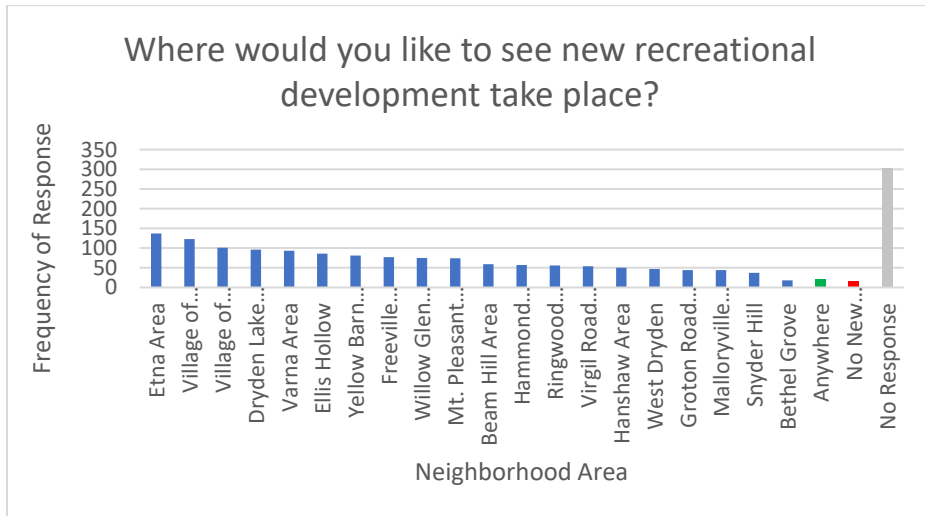 Where would you like to see new recreational
development take place?
Frequency of Response
350
300
250
200
150
100
50
0
Etna Area
Village of…
Village of…
Dryden Lake…
Varna Area
Ellis Hollow
Yellow Barn…
Freeville…
Willow Glen…
Mt. Pleasant…
Beam Hill Area
Hammond…
Ringwood…
Virgil Road…
Hanshaw Area
West Dryden
Groton Road…
Malloryville…
Snyder Hill
Bethel Grove
Anywhere
No New…
No Response
Neighborhood Area